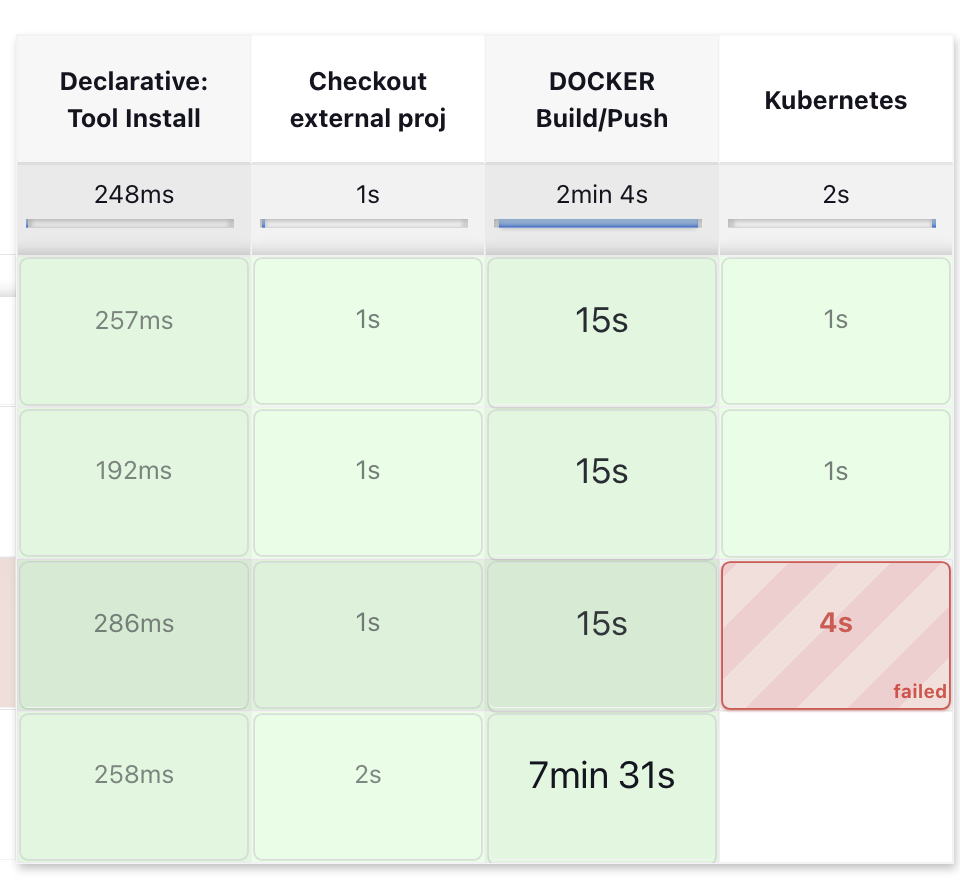 Declarative:
Tool Install
Checkout
external proj
DOCKER
Build/Push
Kubernetes
248ms
1s
2min 4s
2s
257ms
1s
15s
1s
192ms
1s
15s
1s
286ms
1s
15s
4s
failed
258ms
2s
7min 31s